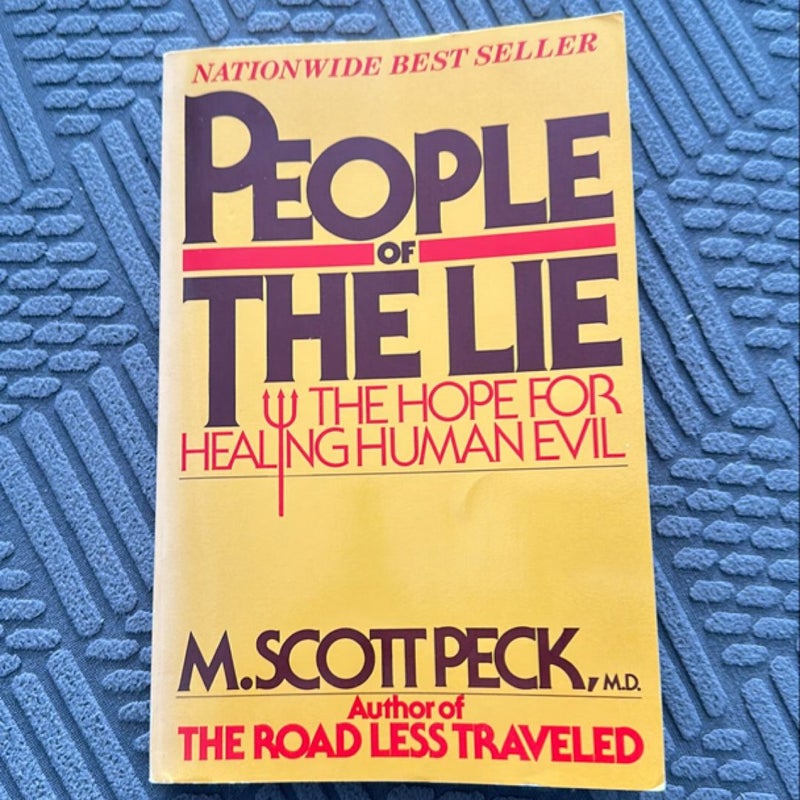 NATIONWIDE BEST SELLER
PEOPLE
OF
THE LIE
THE HOPE FOR
HEALING HUMAN EVIL
M. SCOTT PECK, M.D.
Author of
THE ROAD LESS TRAVELED